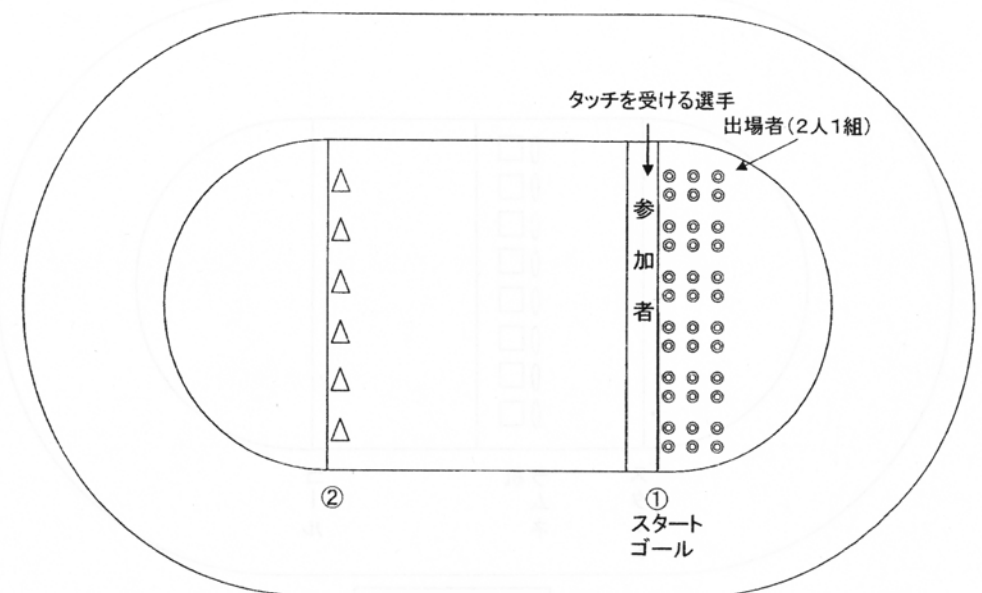 タッチを受ける選手
出場者(2人1組)
参
加
者
②
①
スタート
ゴール